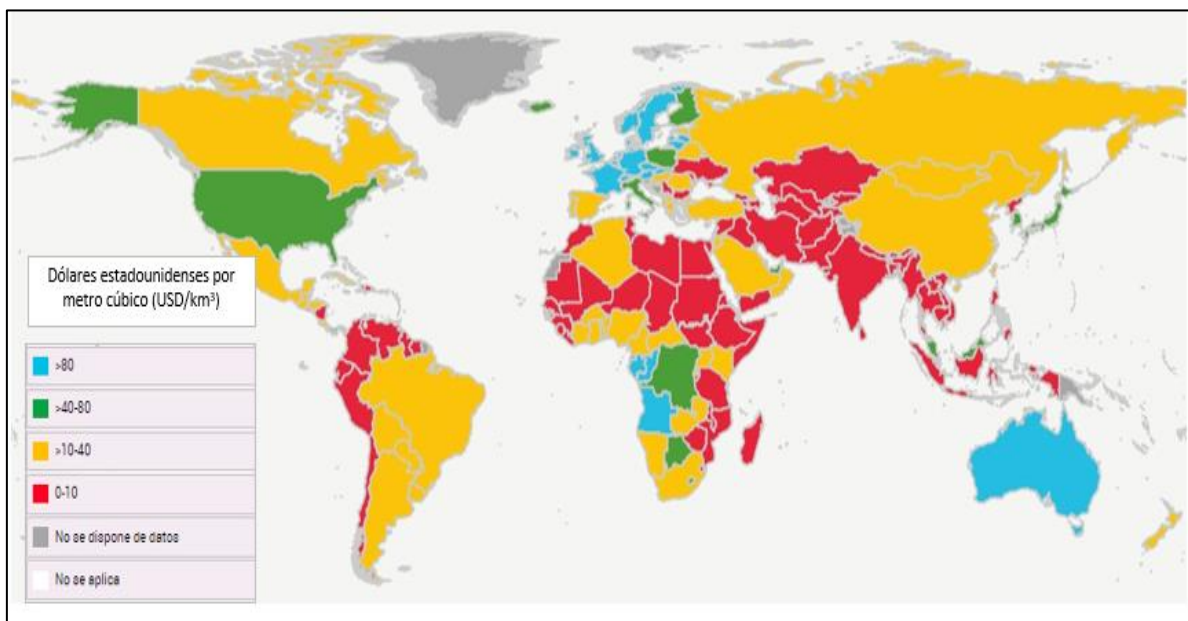 Dólares estadounidenses por
metro cúbico (USD/km³)
>80
>40-80
>10-40
0-10
No se dispone de datos
No se aplica